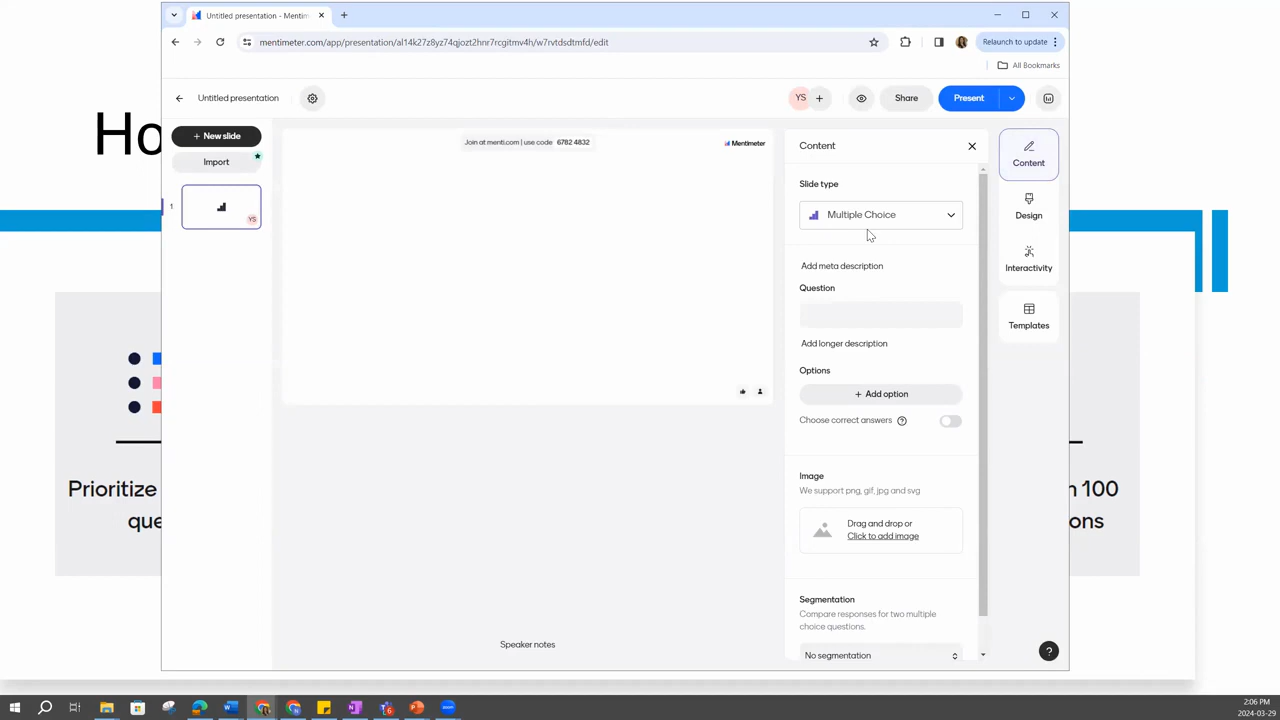 Untitled presentation - Mentim
mentimeter.com/app/presentation/al14k27z8yz74qjozt2hnr7rcgitmv4h/w7rvtdsdtmfd/edit
Relaunch to update
All Bookmarks
Untitled presentation
YS
Share
Present
New slide
Import
1
YS
Join at menti.com | use code 6782 4832
Mentimeter
Content
Slide type
Multiple Choice
Add meta description
Question
Add longer description
Options
+ Add option
Choose correct answers
Image
We support png, gif, jpg and svg
Drag and drop or
Click to add image
Segmentation
Compare responses for two multiple
choice questions.
No segmentation
Content
Design
Interactivity
Templates
Speaker notes
?
Ho
Prioritize
que
n 100
ons
2:06 PM
2024-03-29